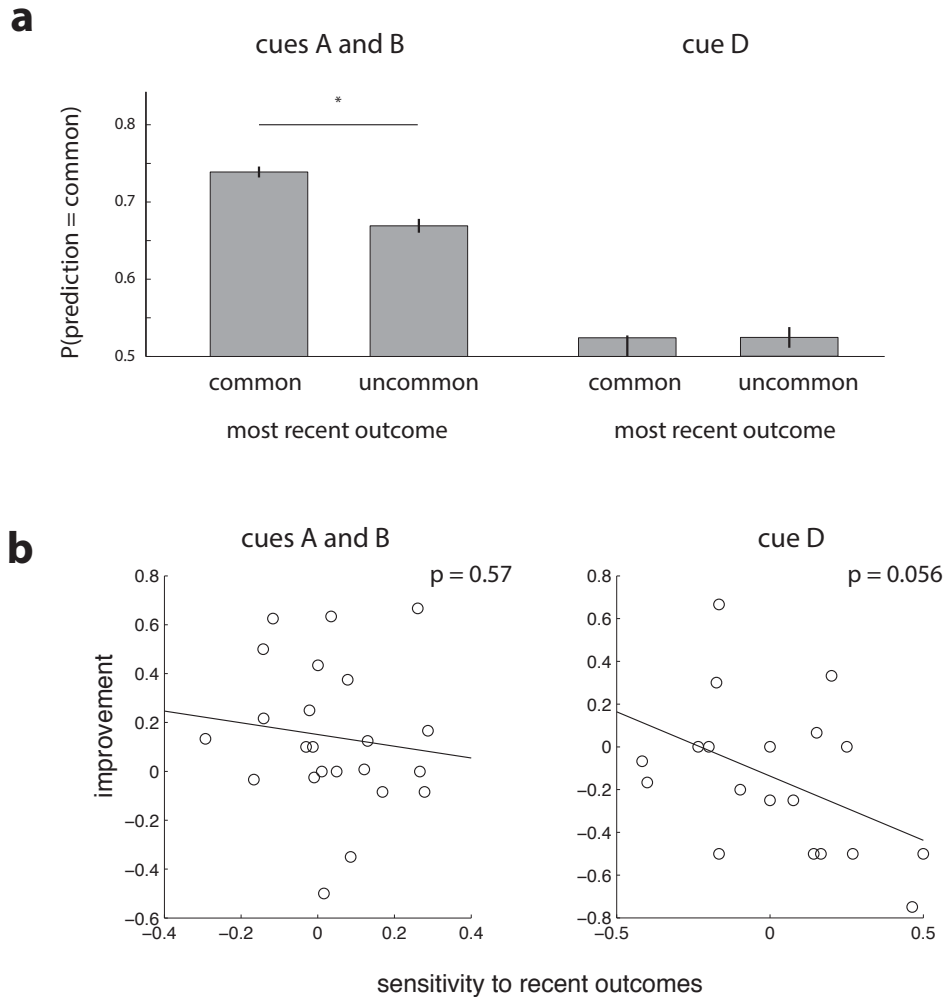 a
cues A and B
cue D
P(prediction = common)
0.8
0.7
0.6
0.5
*
common uncommon
common uncommon
most recent outcome
most recent outcome
b
cues A and B
p = 0.57
improvement
0.8
0.6
0.4
0.2
0
−0.2
−0.4
−0.6
−0.4 −0.2 0 0.2 0.4
cue D
p = 0.056
0.8
0.6
0.4
0.2
0
−0.2
−0.4
−0.6
−0.8
−0.5 0 0.5
sensitivity to recent outcomes